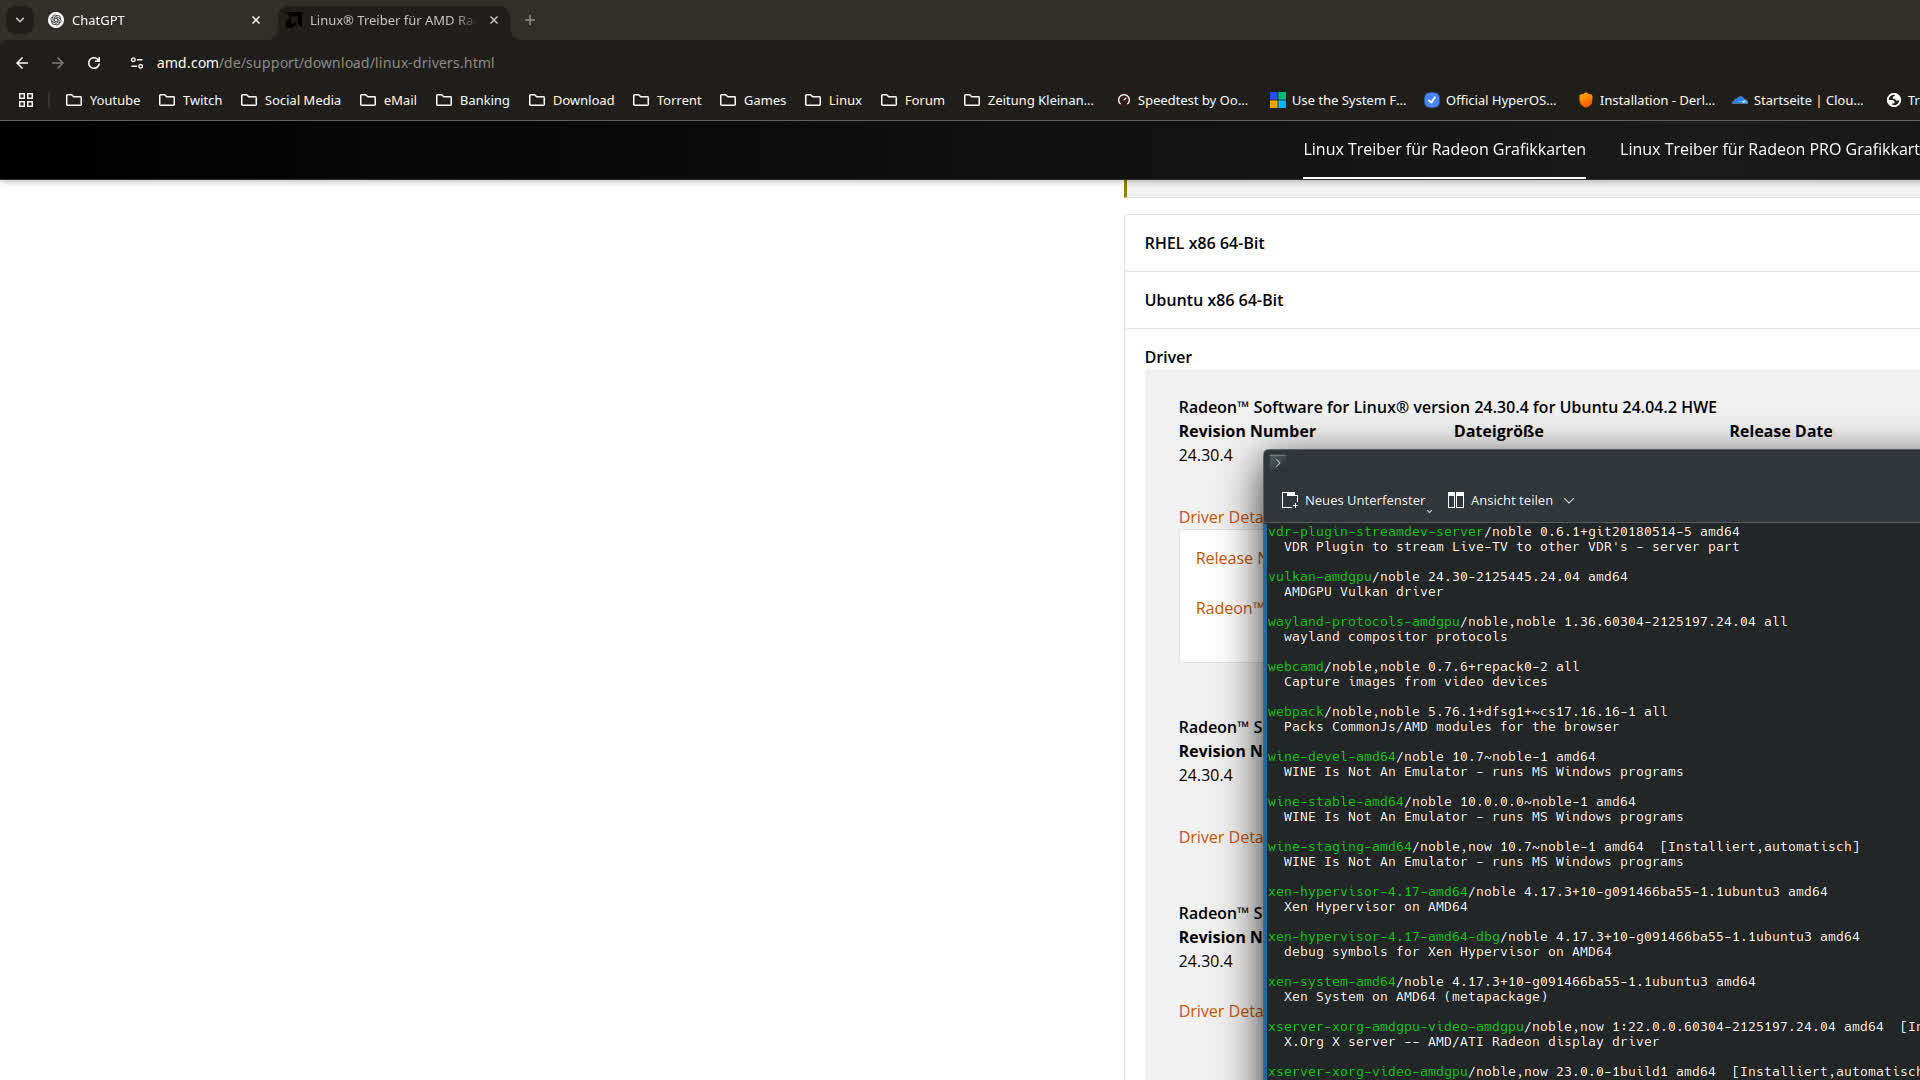 ChatGPT
Linux® Treiber für AMD Ra
amd.com/de/support/download/linux-drivers.html
Youtube Twitch Social Media eMail Banking Download Torrent Games Linux Forum Zeitung Kleinan... Speedtest by Oo... Use the System F... Official HyperOS... Installation - Derl... Startseite | Clou... Tr
Linux Treiber für Radeon Grafikkarten Linux Treiber für Radeon PRO Grafikkart
RHEL x86 64-Bit
Ubuntu x86 64-Bit
Driver
Radeon™ Software for Linux® version 24.30.4 for Ubuntu 24.04.2 HWE
Revision Number Dateigröße Release Date
24.30.4
Driver Deta
Release N
Radeon™
Radeon™ S
Revision N
24.30.4
Driver Deta
Radeon™ S
Revision N
24.30.4
Driver Deta
Neues Unterfenster Ansicht teilen
vdr-plugin-streamdev-server/noble 0.6.1+git20180514-5 amd64
VDR Plugin to stream Live-TV to other VDR's - server part
vulkan-amdgpu/noble 24.30-2125445.24.04 amd64
AMDGPU Vulkan driver
wayland-protocols-amdgpu/noble,noble 1.36.60304-2125197.24.04 all
wayland compositor protocols
webcamd/noble,noble 0.7.6+repack0-2 all
Capture images from video devices
webpack/noble,noble 5.76.1+dfsg1+~cs17.16.16-1 all
Packs CommonJs/AMD modules for the browser
wine-devel-amd64/noble 10.7~noble-1 amd64
WINE Is Not An Emulator - runs MS Windows programs
wine-stable-amd64/noble 10.0.0.0~noble-1 amd64
WINE Is Not An Emulator - runs MS Windows programs
wine-staging-amd64/noble,now 10.7~noble-1 amd64 [Installiert,automatisch]
WINE Is Not An Emulator - runs MS Windows programs
xen-hypervisor-4.17-amd64/noble 4.17.3+10-g091466ba55-1.1ubuntu3 amd64
Xen Hypervisor on AMD64
xen-hypervisor-4.17-amd64-dbg/noble 4.17.3+10-g091466ba55-1.1ubuntu3 amd64
debug symbols for Xen Hypervisor on AMD64
xen-system-amd64/noble 4.17.3+10-g091466ba55-1.1ubuntu3 amd64
Xen System on AMD64 (metapackage)
xserver-xorg-amdgpu-video-amdgpu/noble,now 1:22.0.0.60304-2125197.24.04 amd64 [In
X.Org X server -- AMD/ATI Radeon display driver
xserver-xorg-video-amdgpu/noble,now 23.0.0-1build1 amd64 [Installiert,automatisch